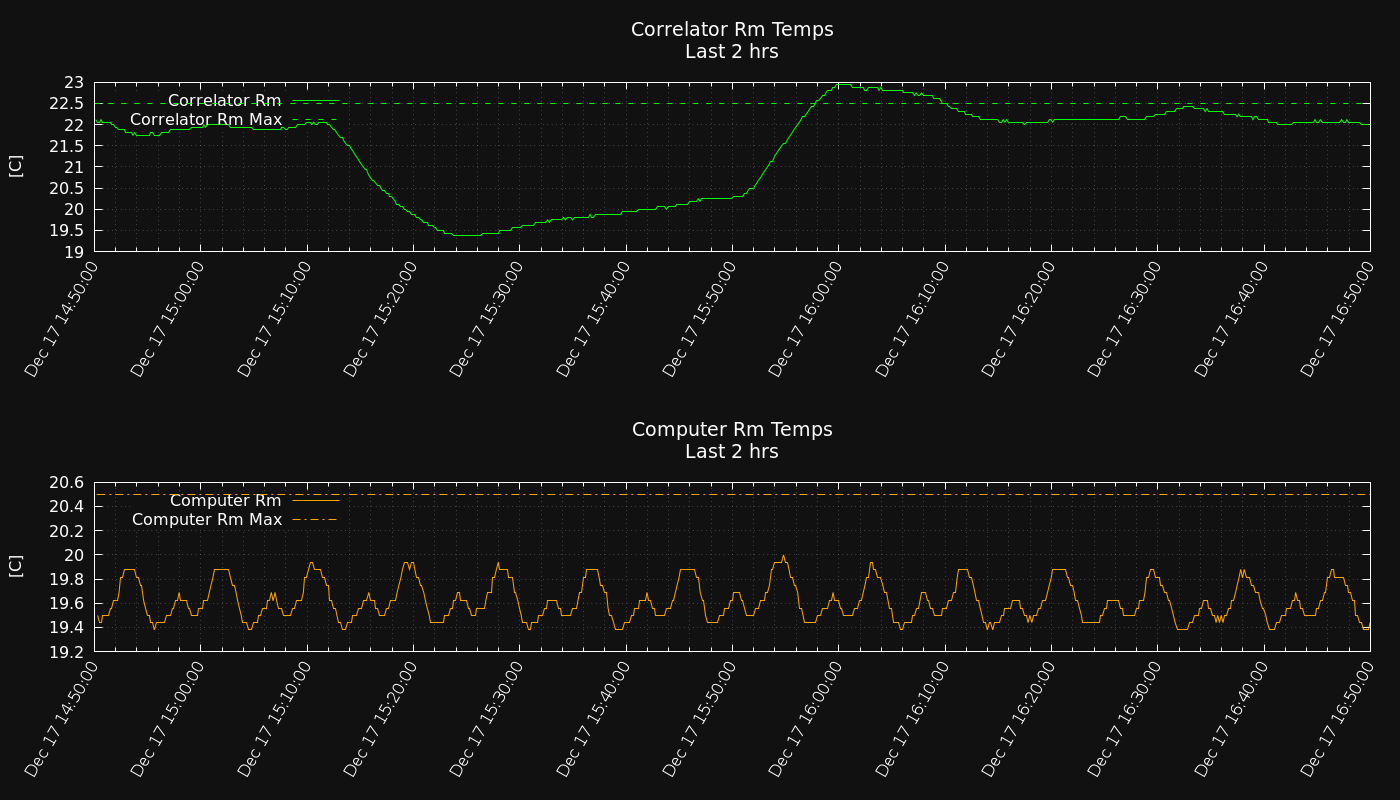 Correlator Rm Temps
Last 2 hrs
23
22.5
22
21.5
21
20.5
20
19.5
19
[C]
Correlator Rm
Correlator Rm Max
Dec 17 14:50:00
Dec 17 15:00:00
Dec 17 15:10:00
Dec 17 15:20:00
Dec 17 15:30:00
Dec 17 15:40:00
Dec 17 15:50:00
Dec 17 16:00:00
Dec 17 16:10:00
Dec 17 16:20:00
Dec 17 16:30:00
Dec 17 16:40:00
Dec 17 16:50:00
Computer Rm Temps
Last 2 hrs
20.6
20.4
20.2
20
19.8
19.6
19.4
19.2
[C]
Computer Rm
Computer Rm Max
Dec 17 14:50:00
Dec 17 15:00:00
Dec 17 15:10:00
Dec 17 15:20:00
Dec 17 15:30:00
Dec 17 15:40:00
Dec 17 15:50:00
Dec 17 16:00:00
Dec 17 16:10:00
Dec 17 16:20:00
Dec 17 16:30:00
Dec 17 16:40:00
Dec 17 16:50:00